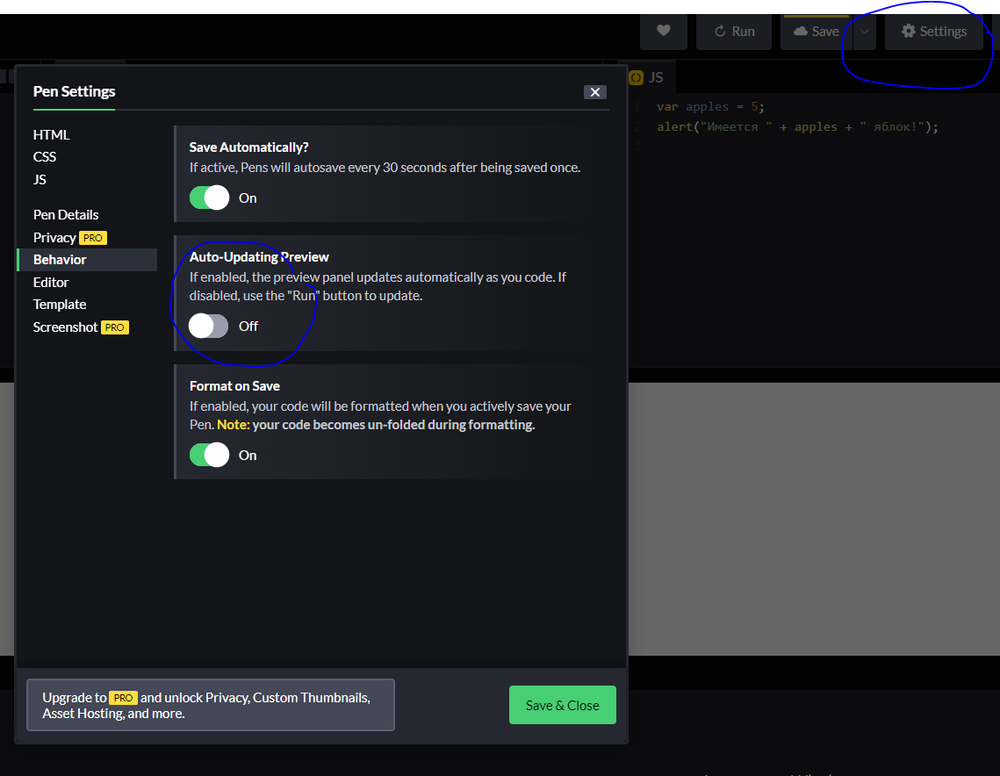 Run
Save
Settings
Pen Settings
JS
HTML
CSS
JS
Pen Details
Privacy PRO
Behavior
Editor
Template
Screenshot PRO
Save Automatically?
If active, Pens will autosave every 30 seconds after being saved once.
On
Auto-Updating Preview
If enabled, the preview panel updates automatically as you code. If
disabled, use the "Run" button to update.
Off
Format on Save
If enabled, your code will be formatted when you actively save your
Pen. Note: your code becomes un-folded during formatting.
On
1 var apples = 5;
2 alert("Имеется " + apples + " яблок!");
3
Upgrade to PRO and unlock Privacy, Custom Thumbnails,
Asset Hosting, and more.
Save & Close